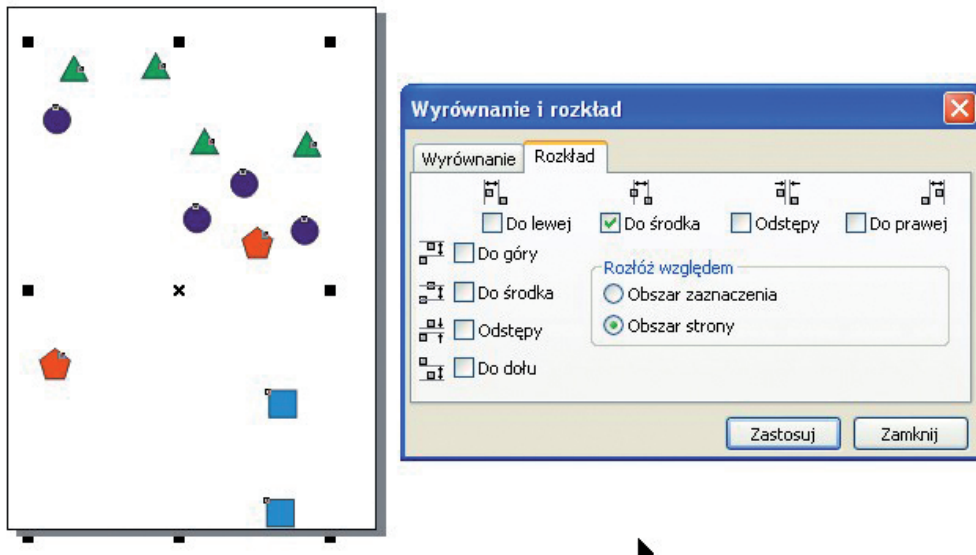 Wyrównanie i rozkład
Wyrównanie Rozkład
Do lewej Do środka Odstępy Do prawej
Do góry
Rozłóż względem
Do środka
Obszar zaznaczenia
Odstępy
Obszar strony
Do dołu
Zastosuj Zamknij